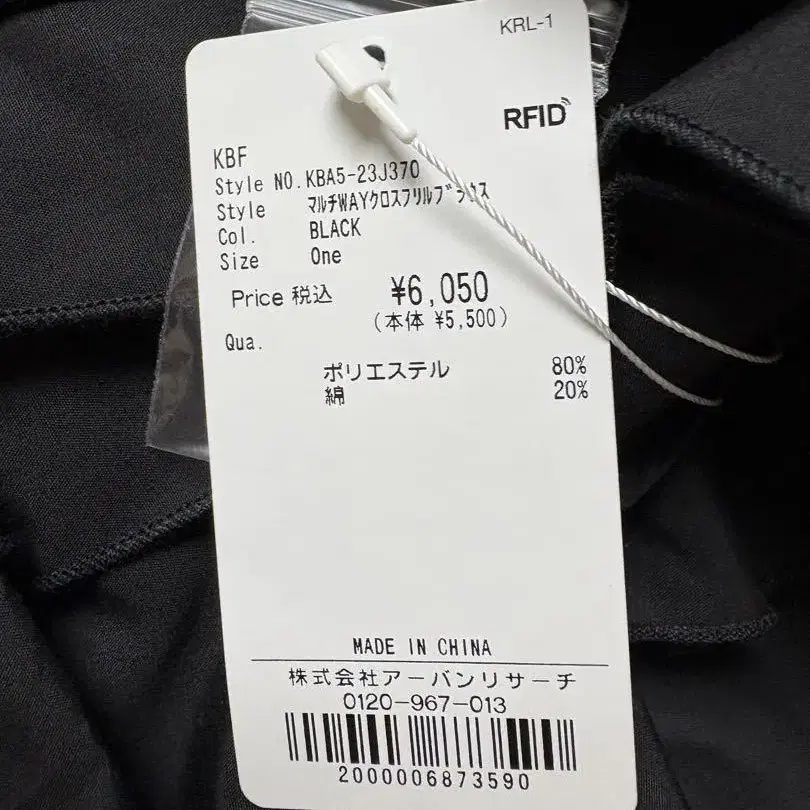 KRL-1
RFID
KBF
Style NO.KBA5-23J370
Style マルチWAYクロスフリルブラウス
Col. BLACK
Size One
Price 税込 ¥6,050
(本体 ¥5,500)
Qua.
ポリエステル 80%
綿 20%
MADE IN CHINA
株式会社アーバンリサーチ
0120-967-013
2000006873590